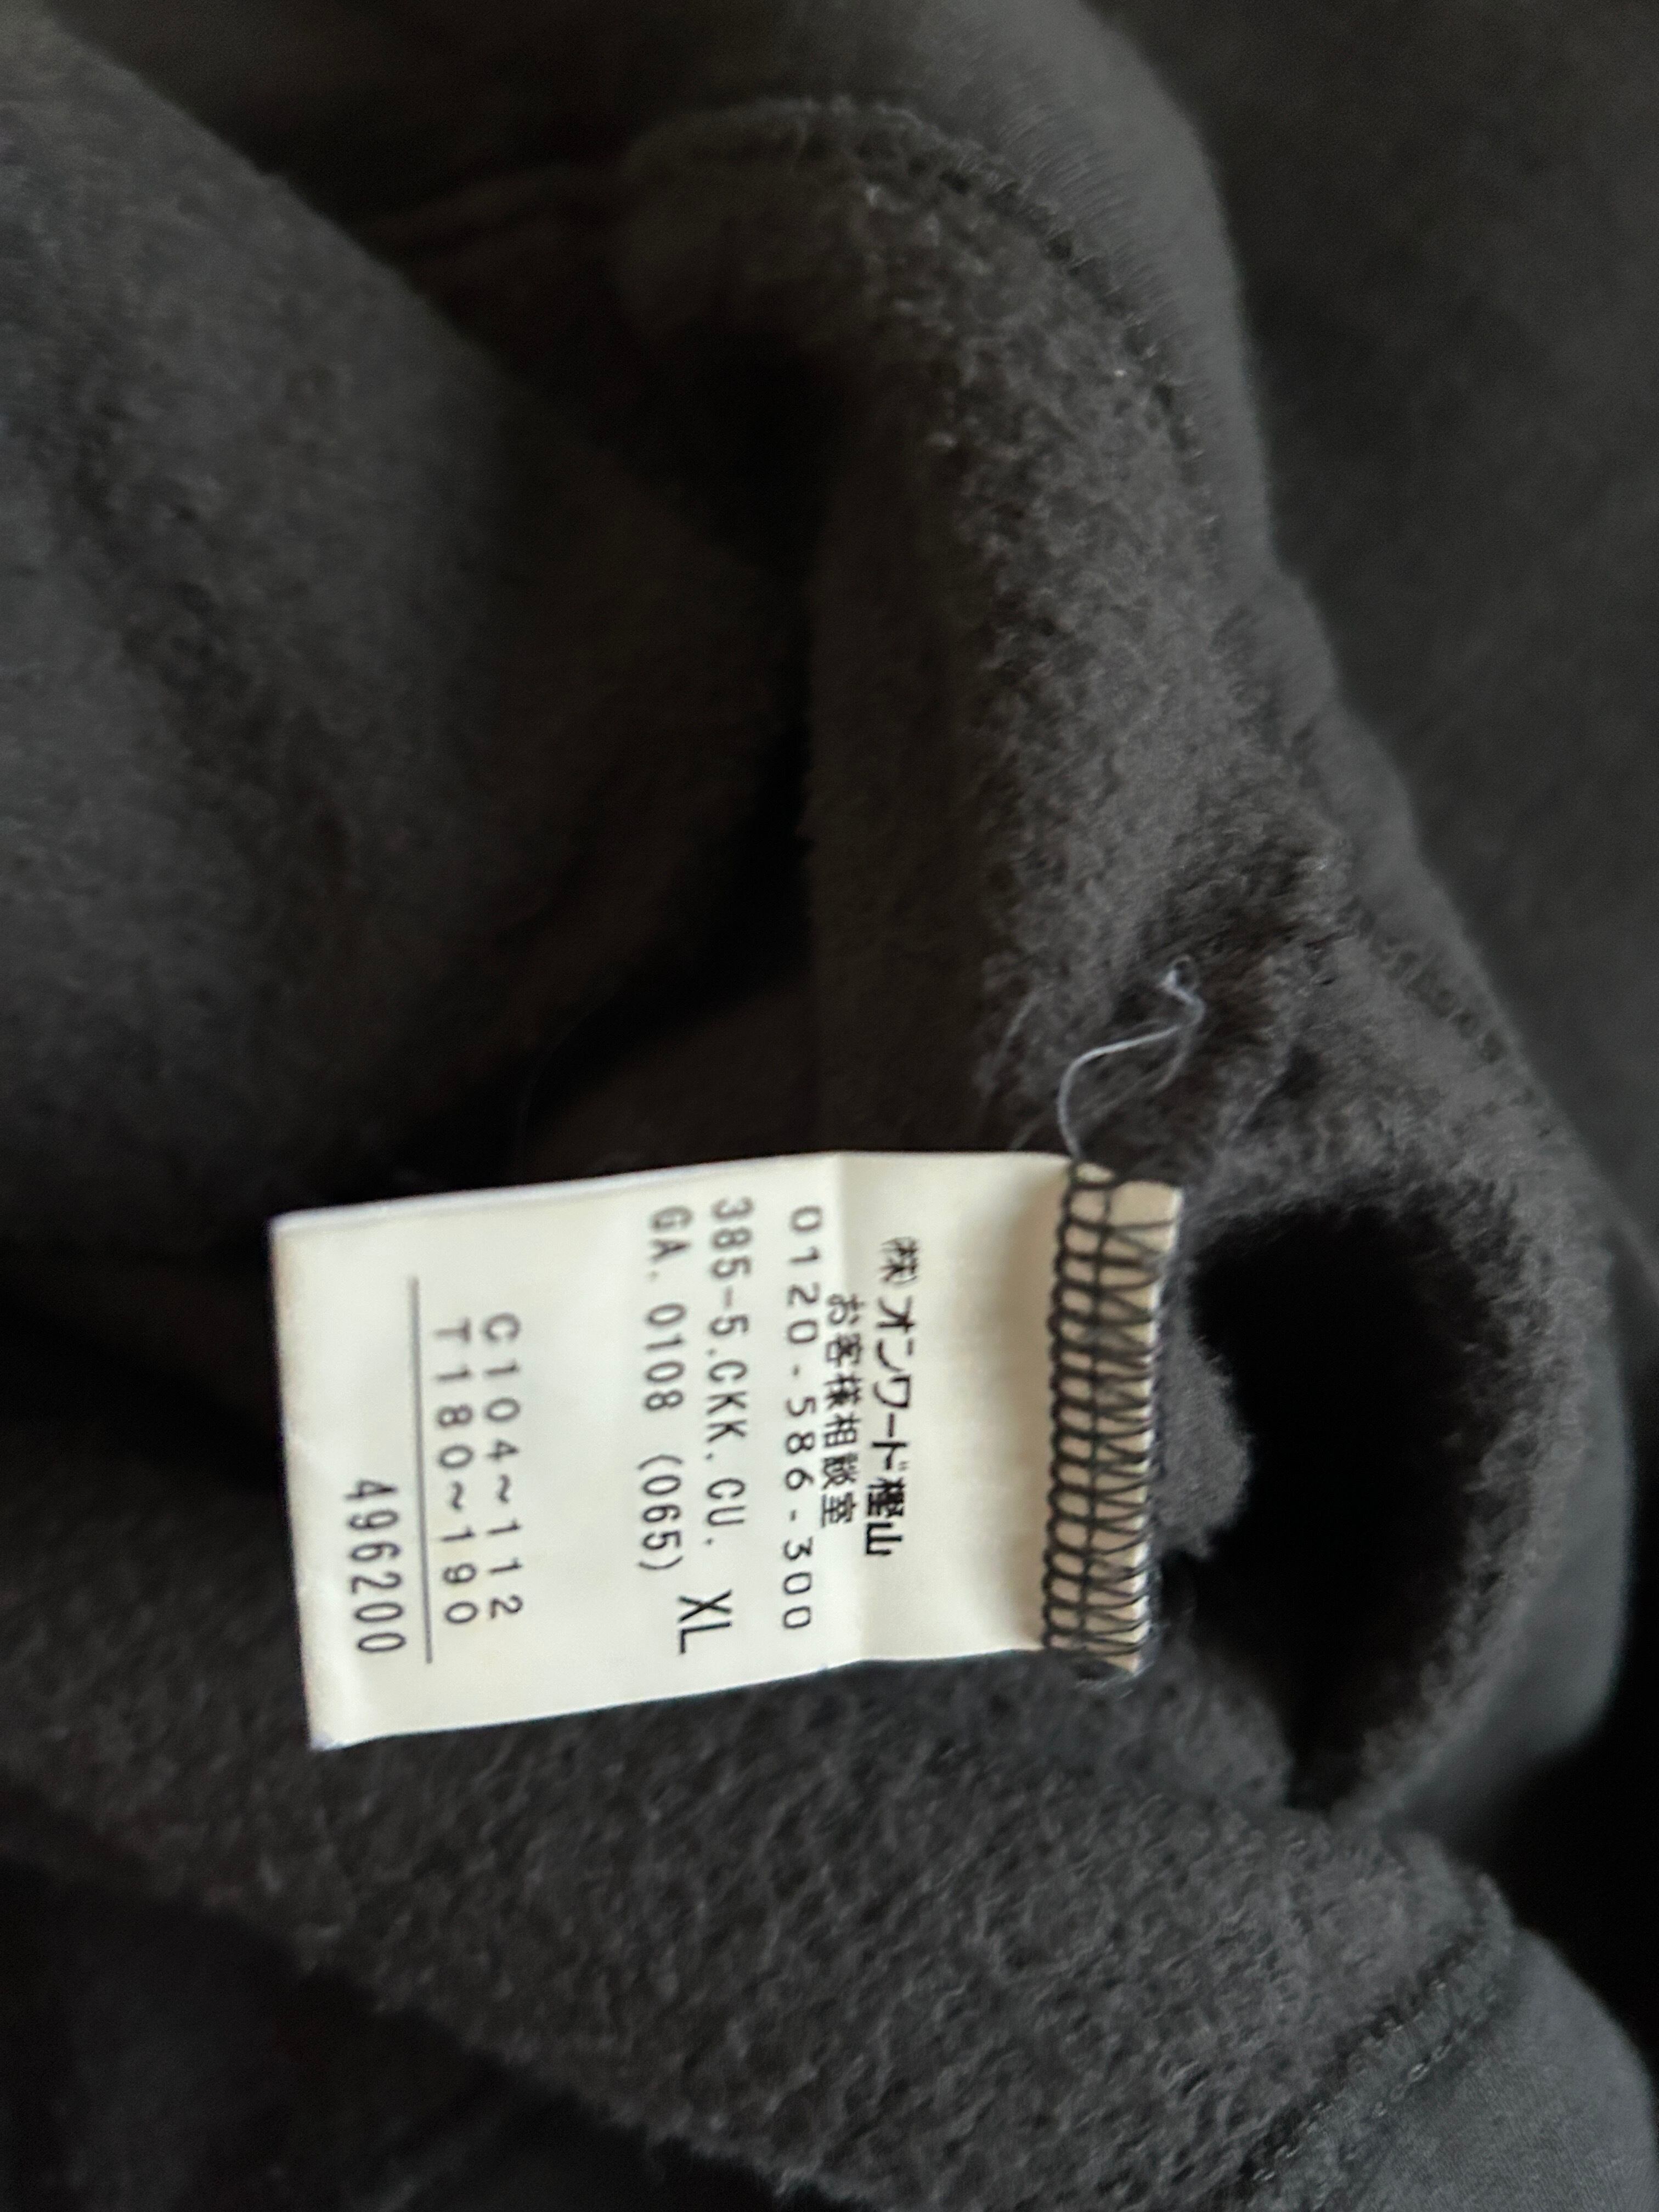 ㈱オンワード樫山
お客様相談室
0120-586-300
385-5.CKK.CU. XL
GA.0108 (065)
C104~112
T180~190
496200